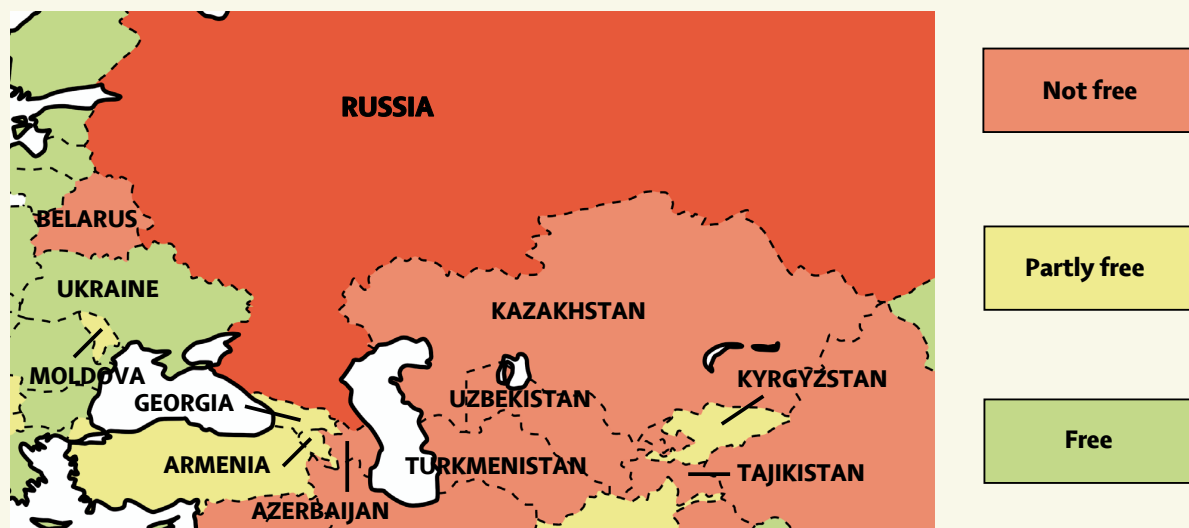 RUSSIA
Not free
BELARUS
Partly free
UKRAINE
KAZAKHSTAN
MOLDOVA
KYRGYZSTAN
GEORGIA
UZBEKISTAN
Free
ARMENIA
TURKMENISTAN
TAJIKISTAN
AZERBAIJAN